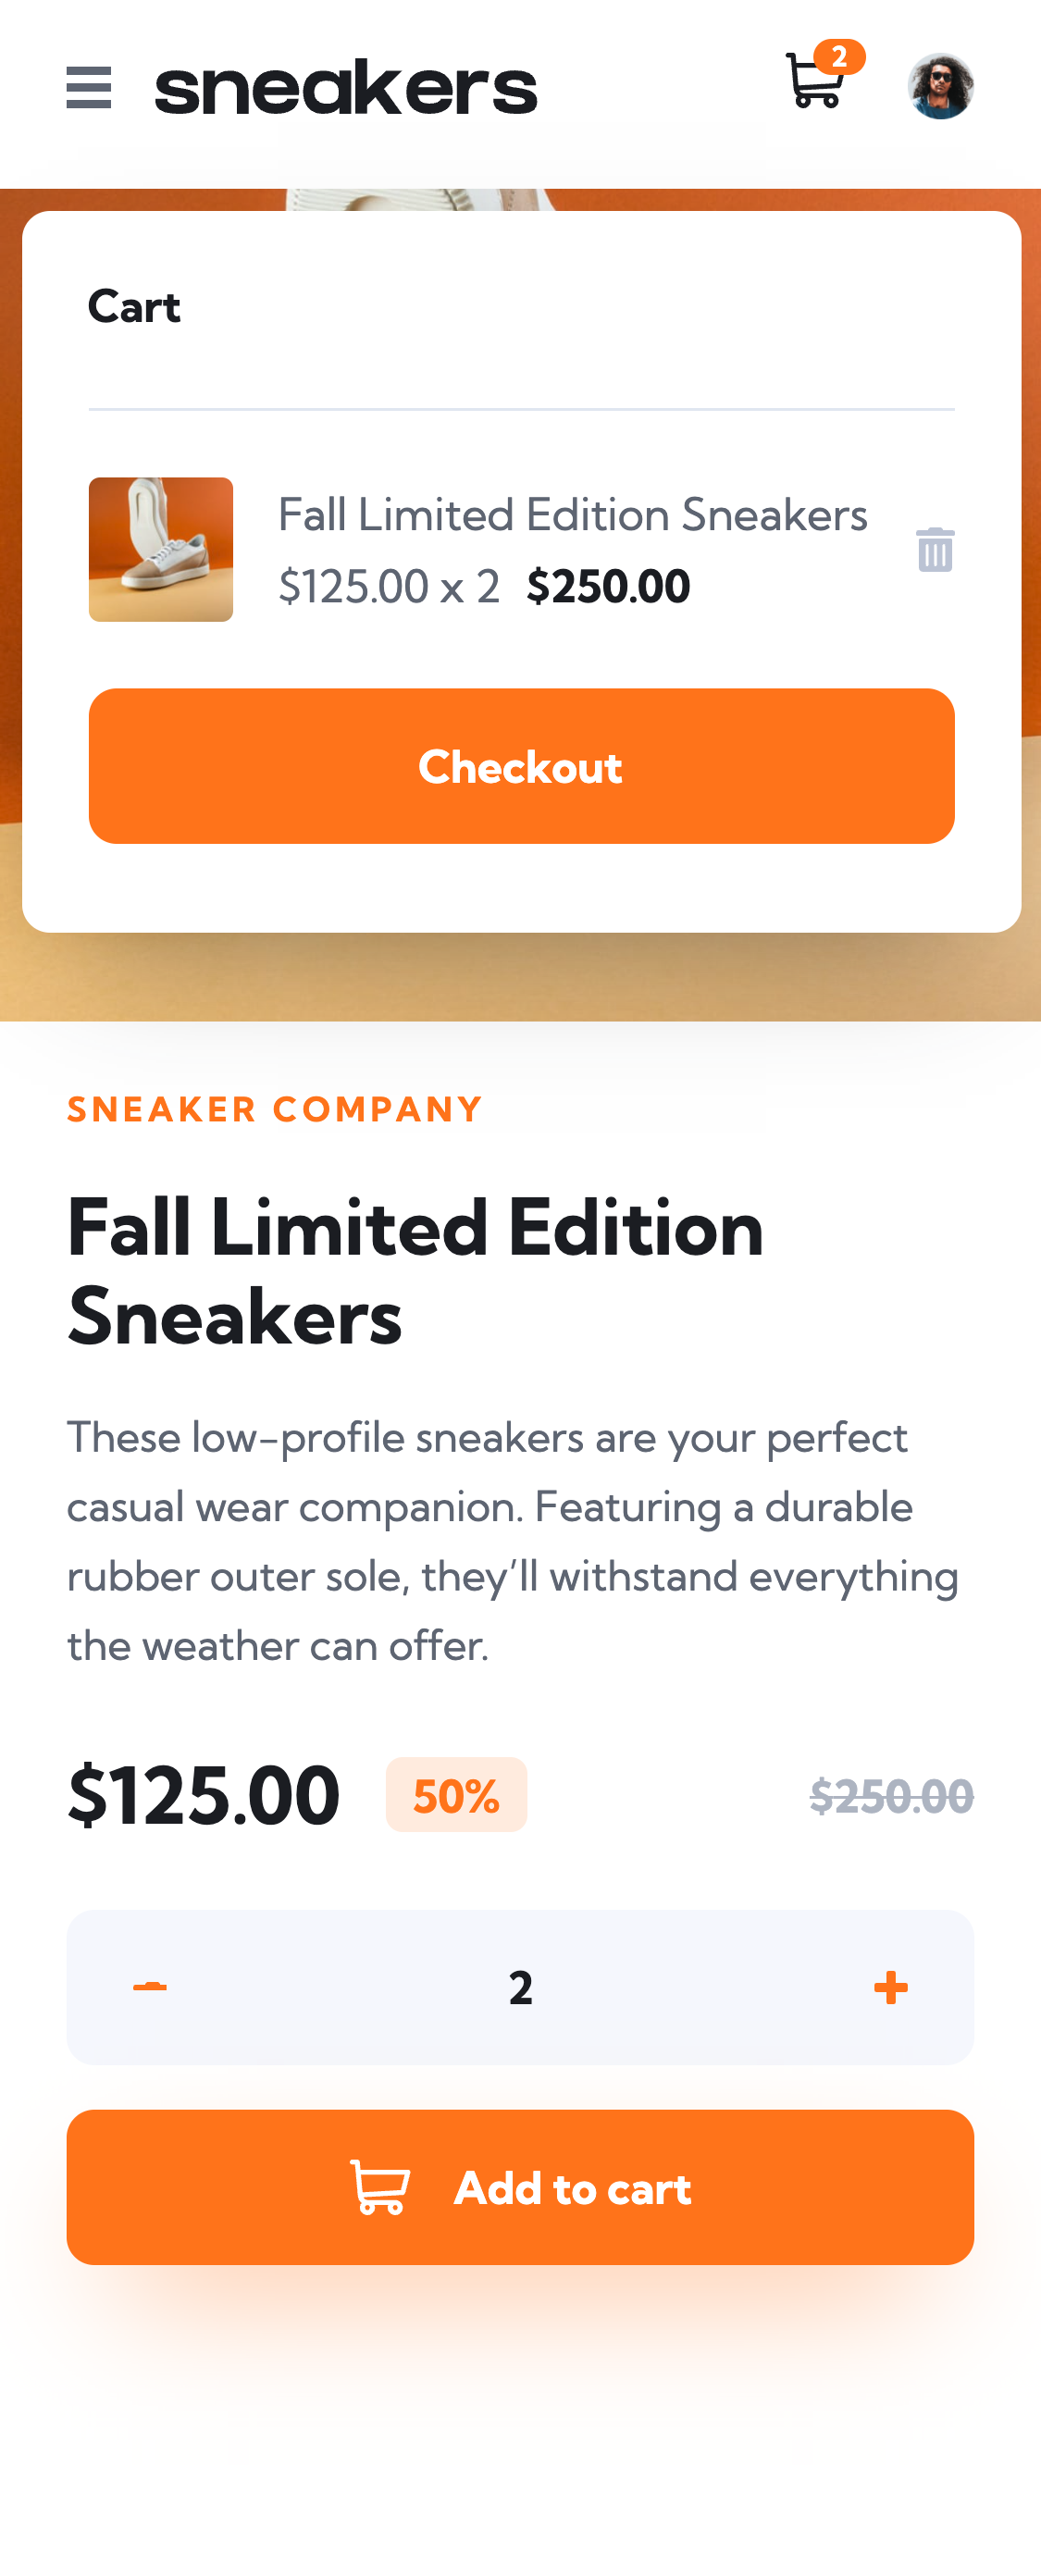 sneakers
2
Cart
Fall Limited Edition Sneakers
$125.00 x 2 $250.00
Checkout
SNEAKER COMPANY
Fall Limited Edition
Sneakers
These low-profile sneakers are your perfect
casual wear companion. Featuring a durable
rubber outer sole, they’ll withstand everything
the weather can offer.
$125.00 50% $250.00
2
Add to cart